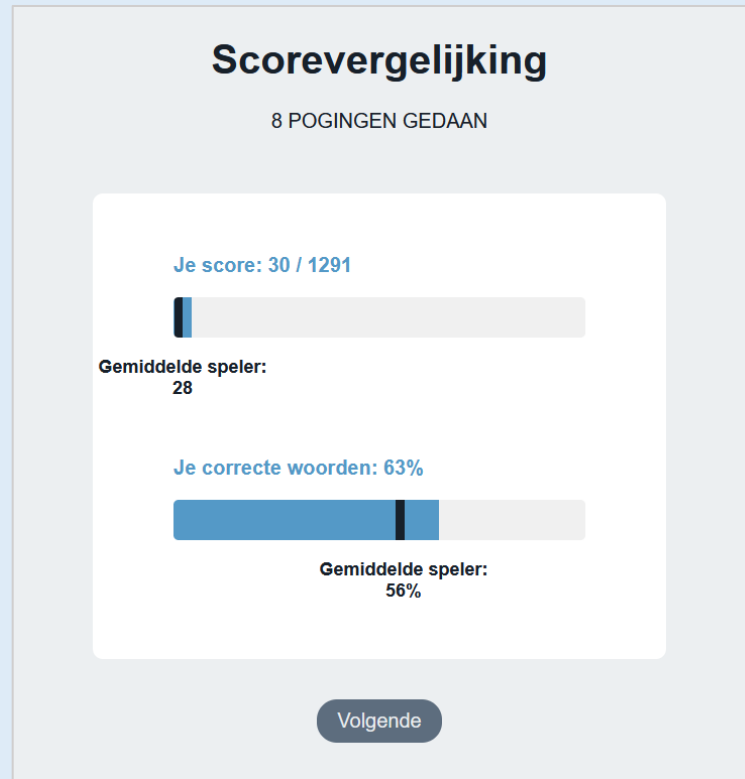 Scorevergelijking
8 POGINGEN GEDAAN
Je score: 30 / 1291
Gemiddelde speler:
28
Je correcte woorden: 63%
Gemiddelde speler:
56%
Volgende